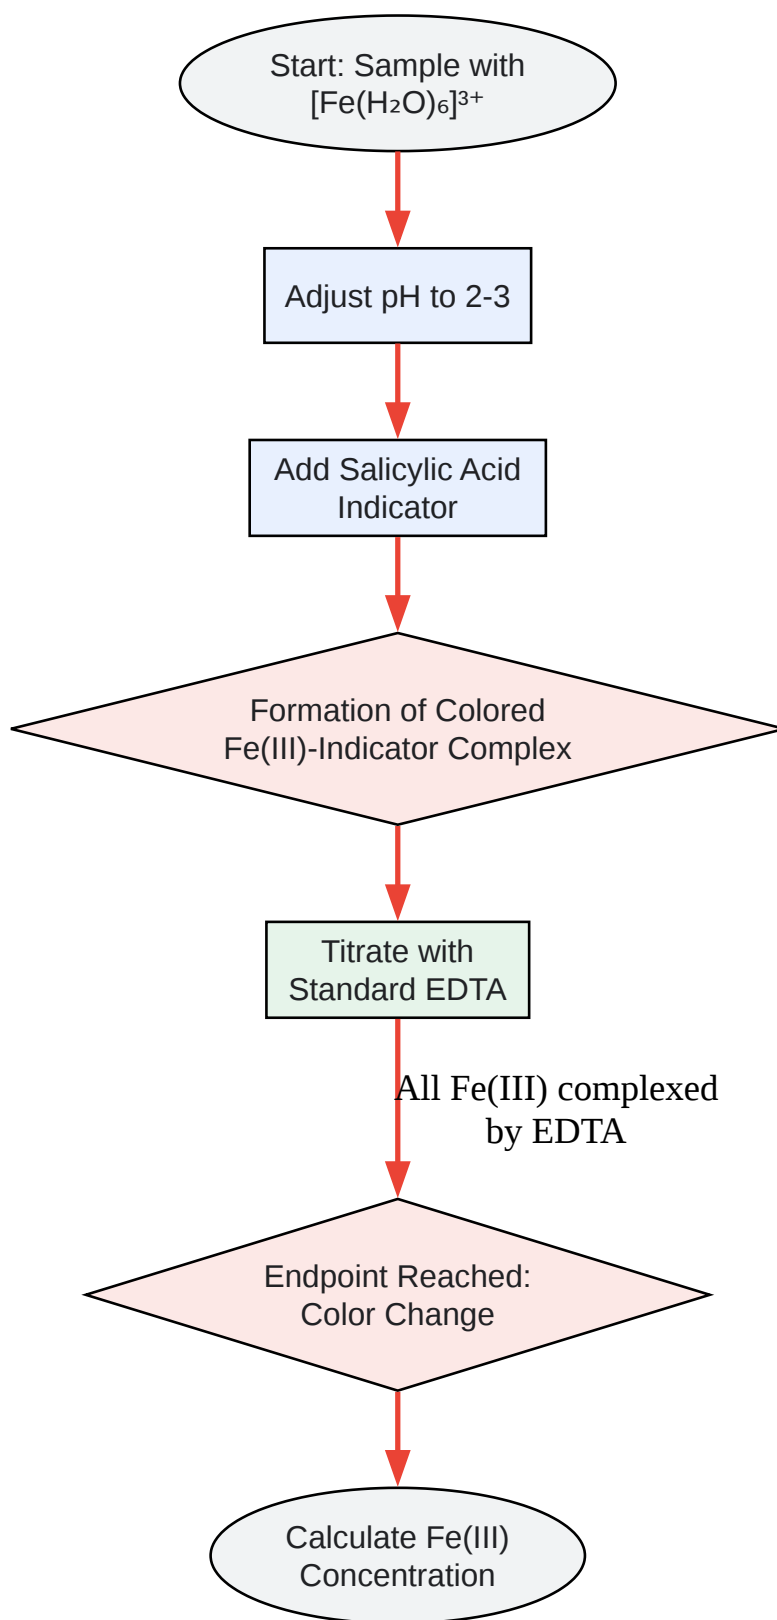 Start: Sample with
[Fe(H₂O)₆]³⁺
Adjust pH to 2-3
Add Salicylic Acid
Indicator
Formation of Colored
Fe(III)-Indicator Complex
Titrate with
Standard EDTA
All Fe(III) complexed
by EDTA
Endpoint Reached:
Color Change
Calculate Fe(III)
Concentration